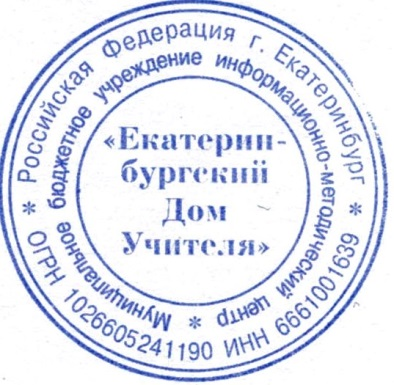 * Российская Федерация г. Екатеринбург *
ОГРН 1026605241190 ИНН 6661001639
Муниципальное бюджетное учреждение информационно-методический центр *
«Екатерин-
бургский
Дом
Учителя»